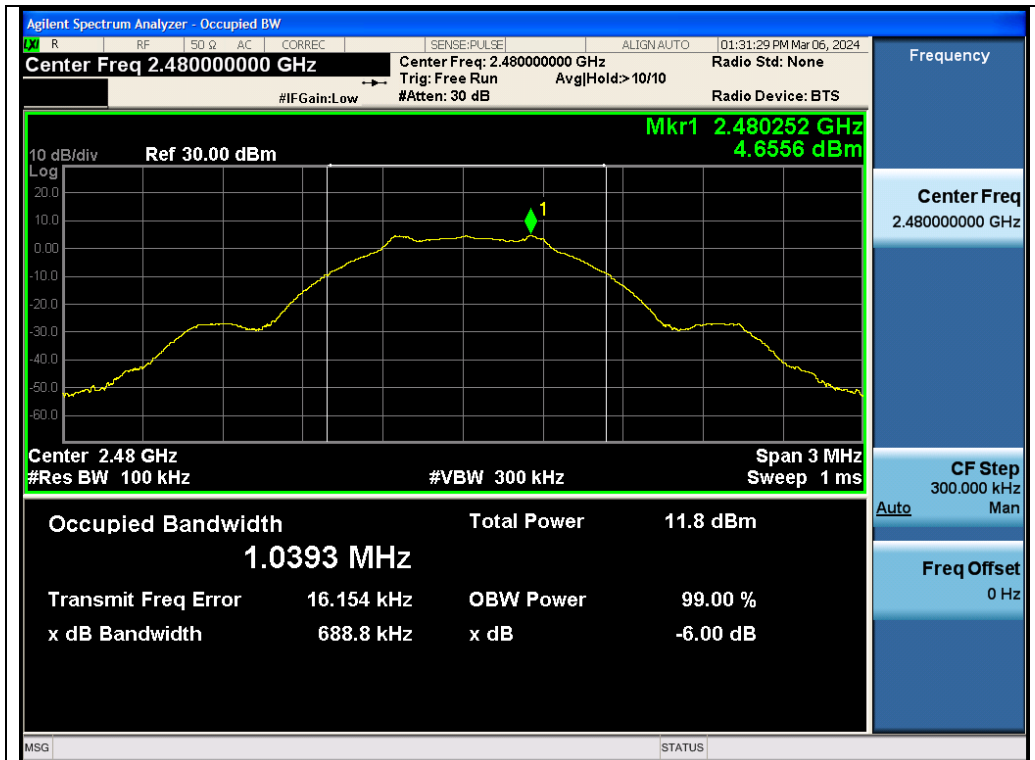 Agilent Spectrum Analyzer - Occupied BW
LXI R RF 50 Ω AC CORREC SENSE:PULSE ALIGN AUTO 01:31:29 PM Mar 06, 2024
Center Freq 2.480000000 GHz
Center Freq: 2.480000000 GHz Radio Std: None
Trig: Free Run Avg|Hold:>10/10
#IFGain:Low #Atten: 30 dB Radio Device: BTS
Mkr1 2.480252 GHz
4.6556 dBm
10 dB/div Ref 30.00 dBm
Log
20.0
10.0
0.00
-10.0
-20.0
-30.0
-40.0
-50.0
-60.0
1
Center 2.48 GHz Span 3 MHz
#Res BW 100 kHz #VBW 300 kHz Sweep 1 ms
Occupied Bandwidth Total Power 11.8 dBm
1.0393 MHz
Transmit Freq Error 16.154 kHz OBW Power 99.00 %
x dB Bandwidth 688.8 kHz x dB -6.00 dB
MSG STATUS
Frequency
Center Freq
2.480000000 GHz
CF Step
300.000 kHz
Auto Man
Freq Offset
0 Hz